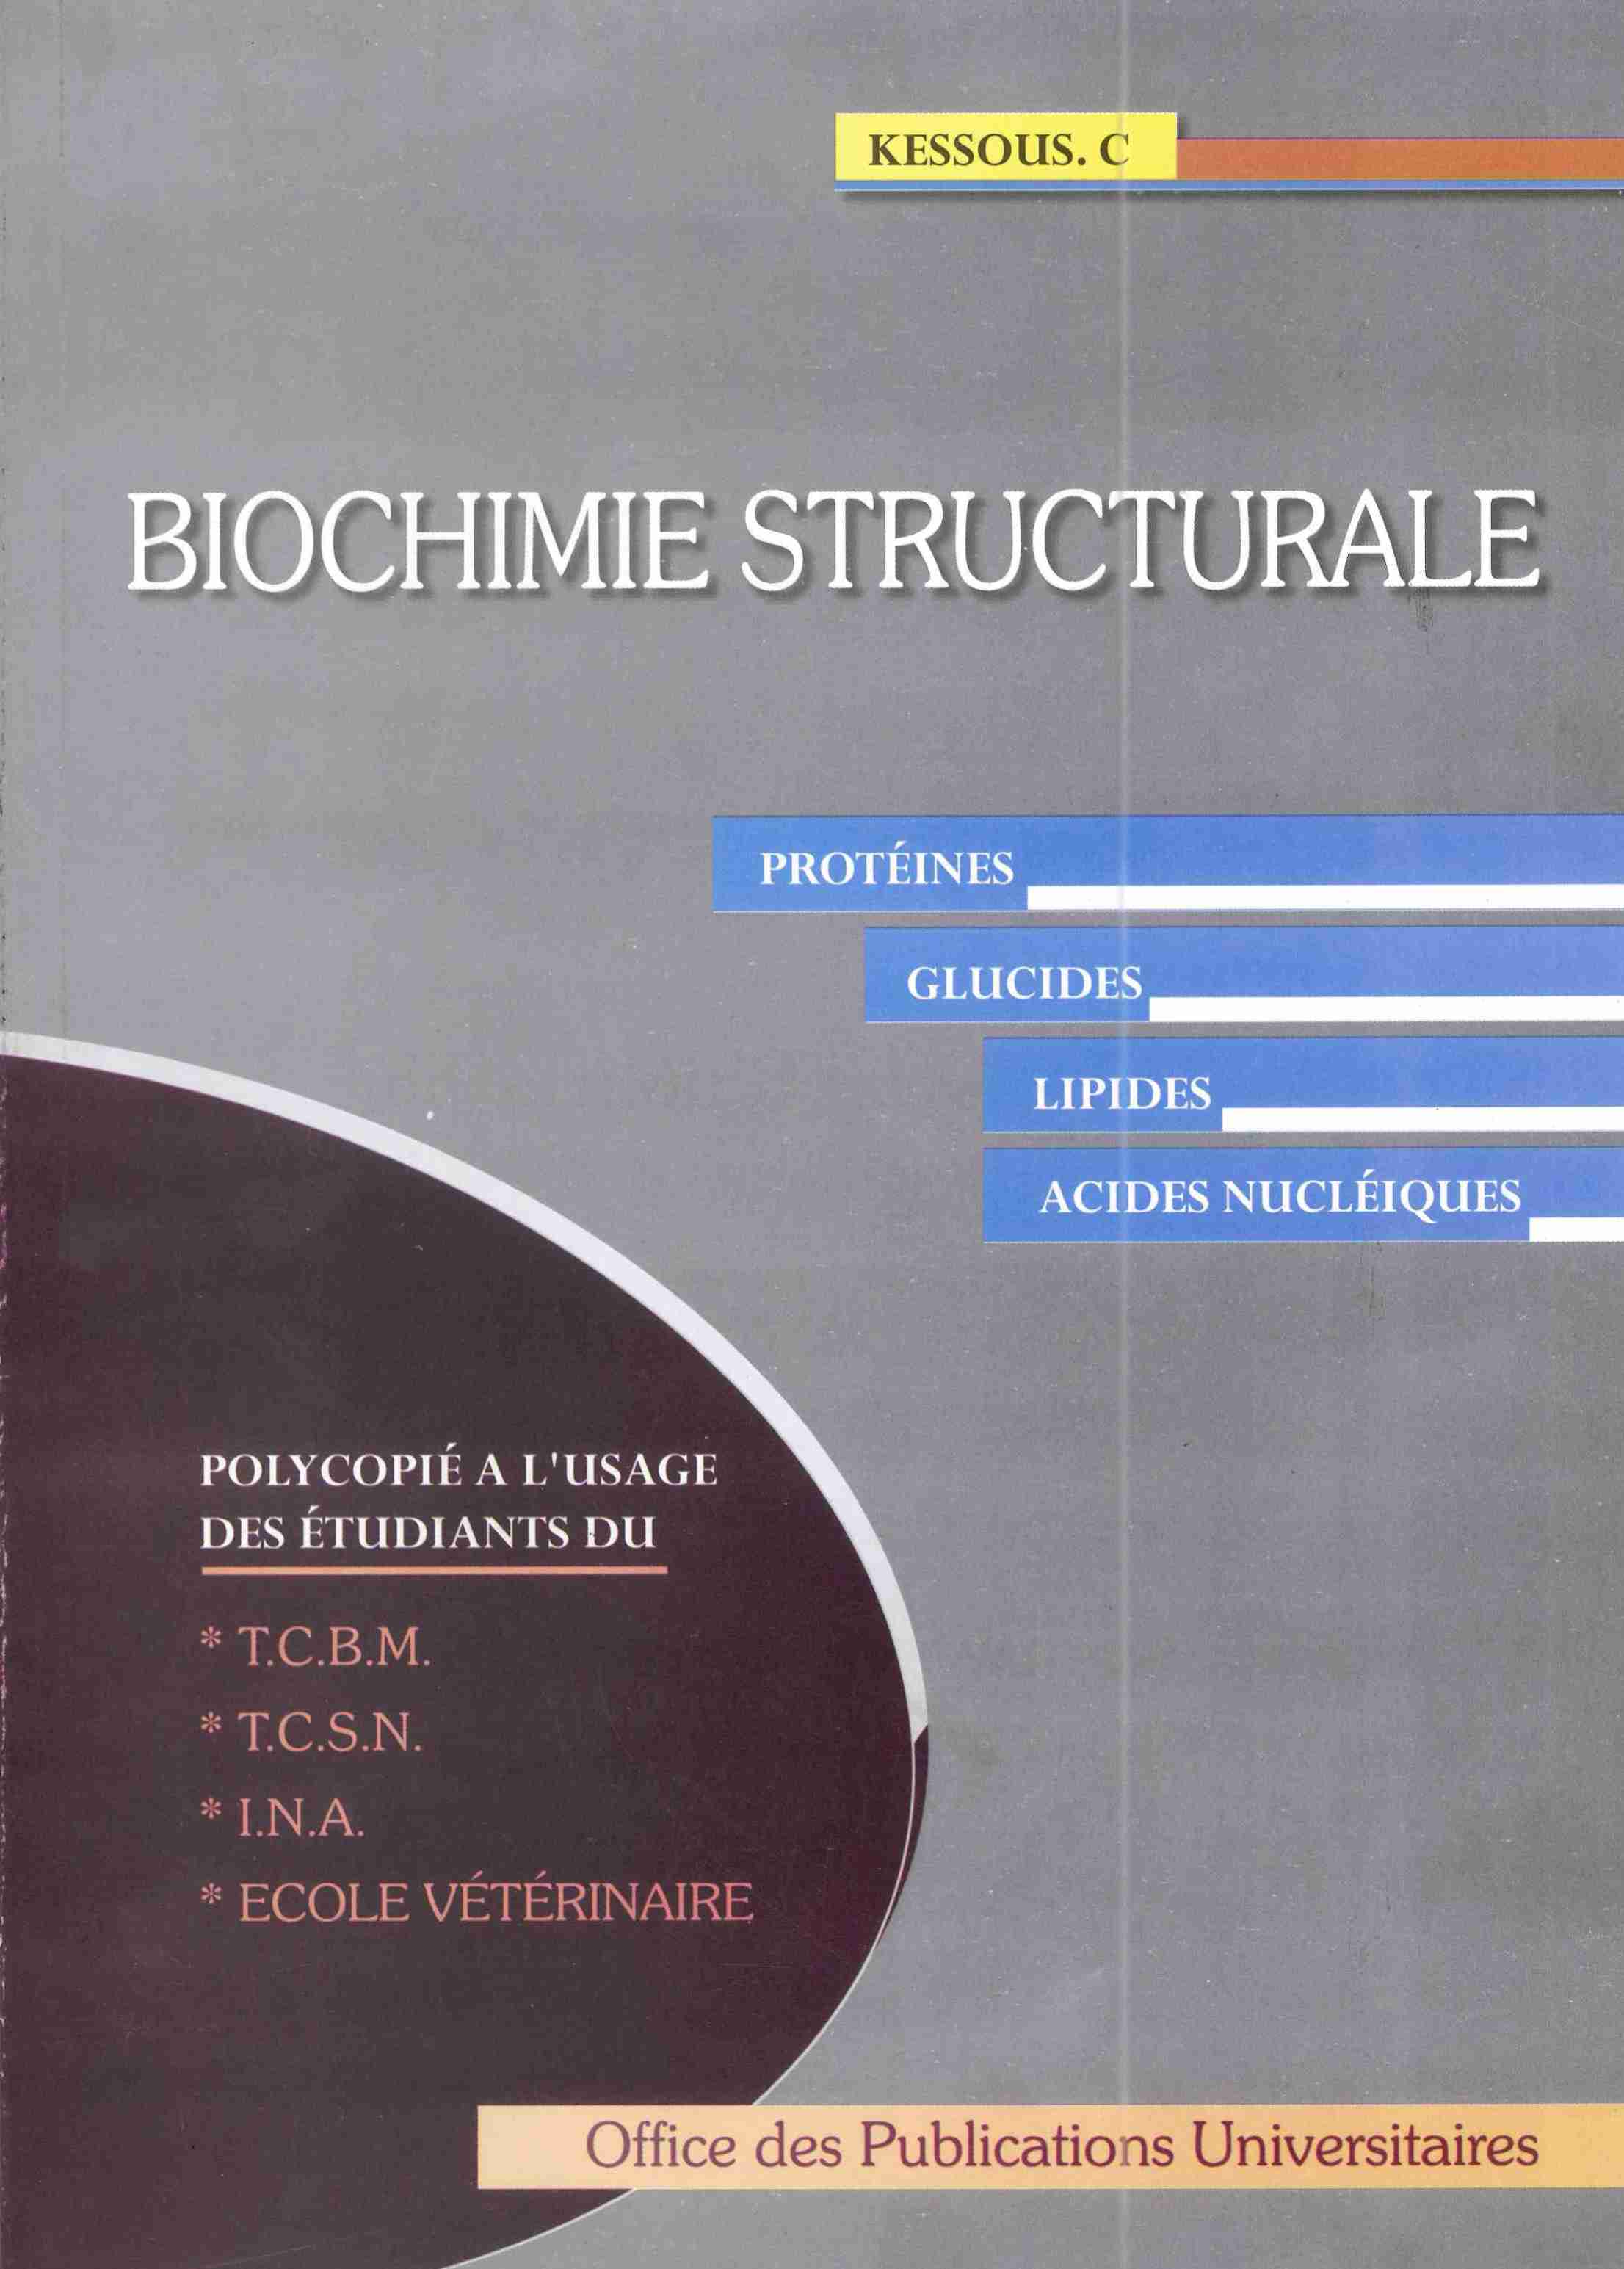 KESSOUS. C
BIOCHIMIE STRUCTURALE
PROTÉINES
GLUCIDES
LIPIDES
ACIDES NUCLÉIQUES
POLYCOPIÉ A L'USAGE
DES ÉTUDIANTS DU
* T.C.B.M.
* T.C.S.N.
* I.N.A.
* ECOLE VÉTÉRINAIRE
Office des Publications Universitaires